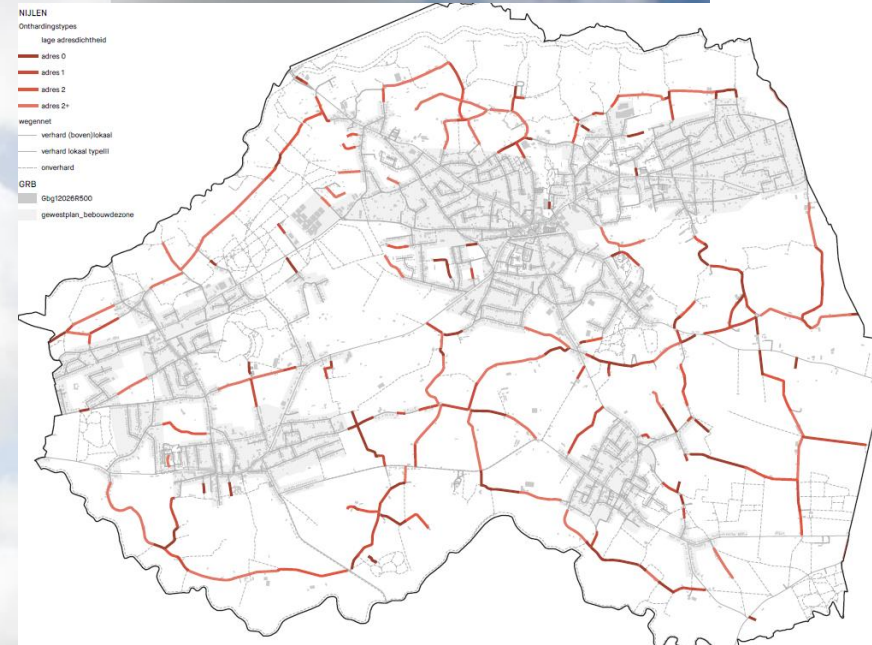 NIJLEN
Onthardingstypes
lage adresdichtheid
adres 0
adres 1
adres 2
adres 2+
wegennet
verhard (boven)lokaal
verhard lokaal typeIII
onverhard
GRB
Gbg12026R500
gewestplan_bebouwdezone